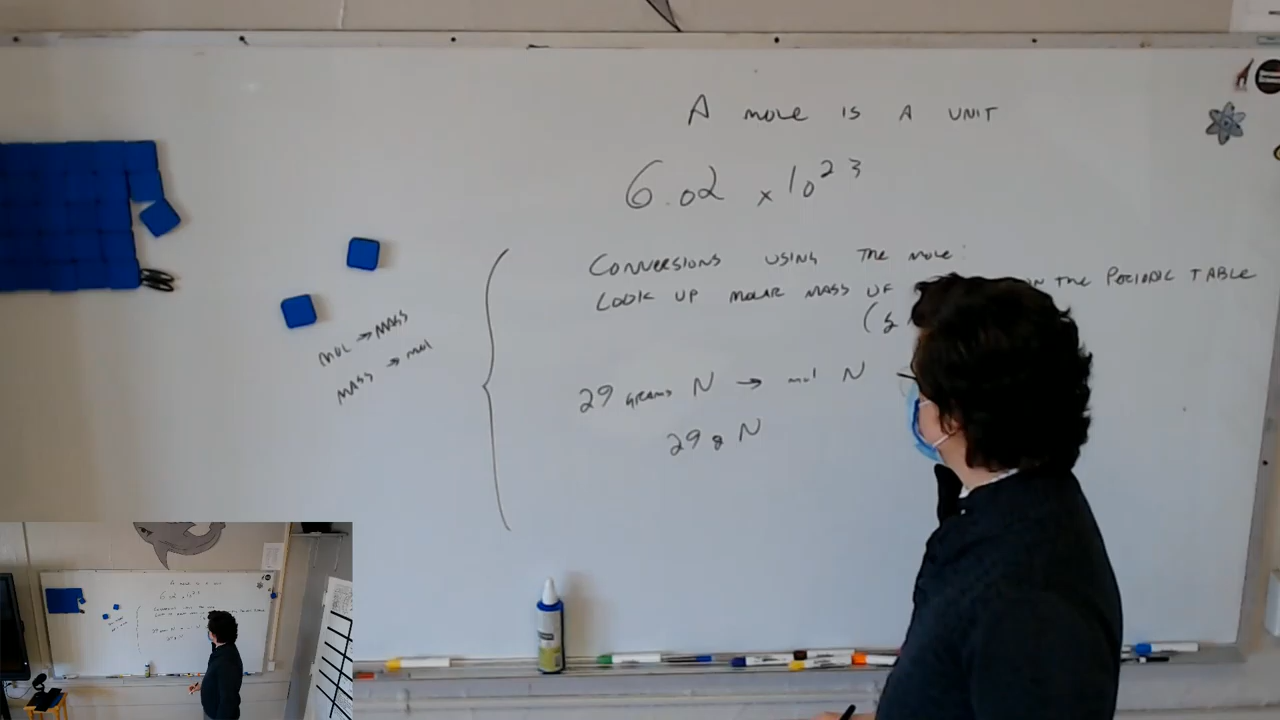 A MOLE IS A UNIT
6.02 x10²³
CONVERSIONS USING THE MOLE:
LOOK UP MOLAR MASS OF THE PERIODIC TABLE
(g
MOL → MASS
MASS → MOL
29 GRAMS N → mol N
29 g N